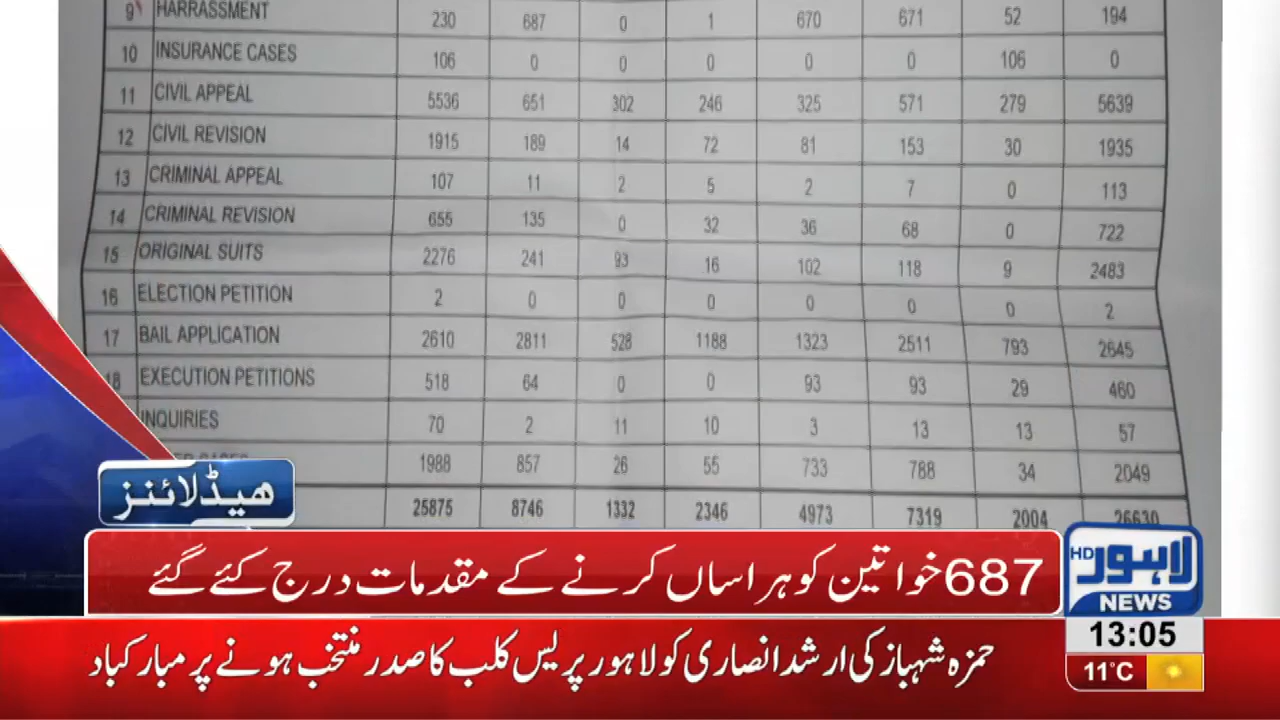 9 HARRASSMENT 230 687 0 1 670 671 52 194
10 INSURANCE CASES 106 0 0 0 0 0 106 0
11 CIVIL APPEAL 5536 651 302 246 325 571 279 5639
12 CIVIL REVISION 1915 189 14 72 81 153 30 1935
13 CRIMINAL APPEAL 107 11 2 5 2 7 0 113
14 CRIMINAL REVISION 655 135 0 32 36 68 0 722
15 ORIGINAL SUITS 2276 241 93 16 102 118 9 2483
16 ELECTION PETITION 2 0 0 0 0 0 0 2
17 BAIL APPLICATION 2610 2811 528 1188 1323 2511 793 2645
18 EXECUTION PETITIONS 518 64 0 0 93 93 29 460
INQUIRIES 70 2 11 10 3 13 13 57
1988 857 26 55 733 788 34 2049
25875 8746 1332 2346 4973 7319 2004 26630
ھیڈلائنز
687 خواتین کو ہراساں کرنے کے مقدمات درج کئے گئے
لاہور HD
NEWS
13:05
حمزہ شہباز کی ارشد انصاری کو لاہور پریس کلب کا صدر منتخب ہونے پر مبارکباد
11°C